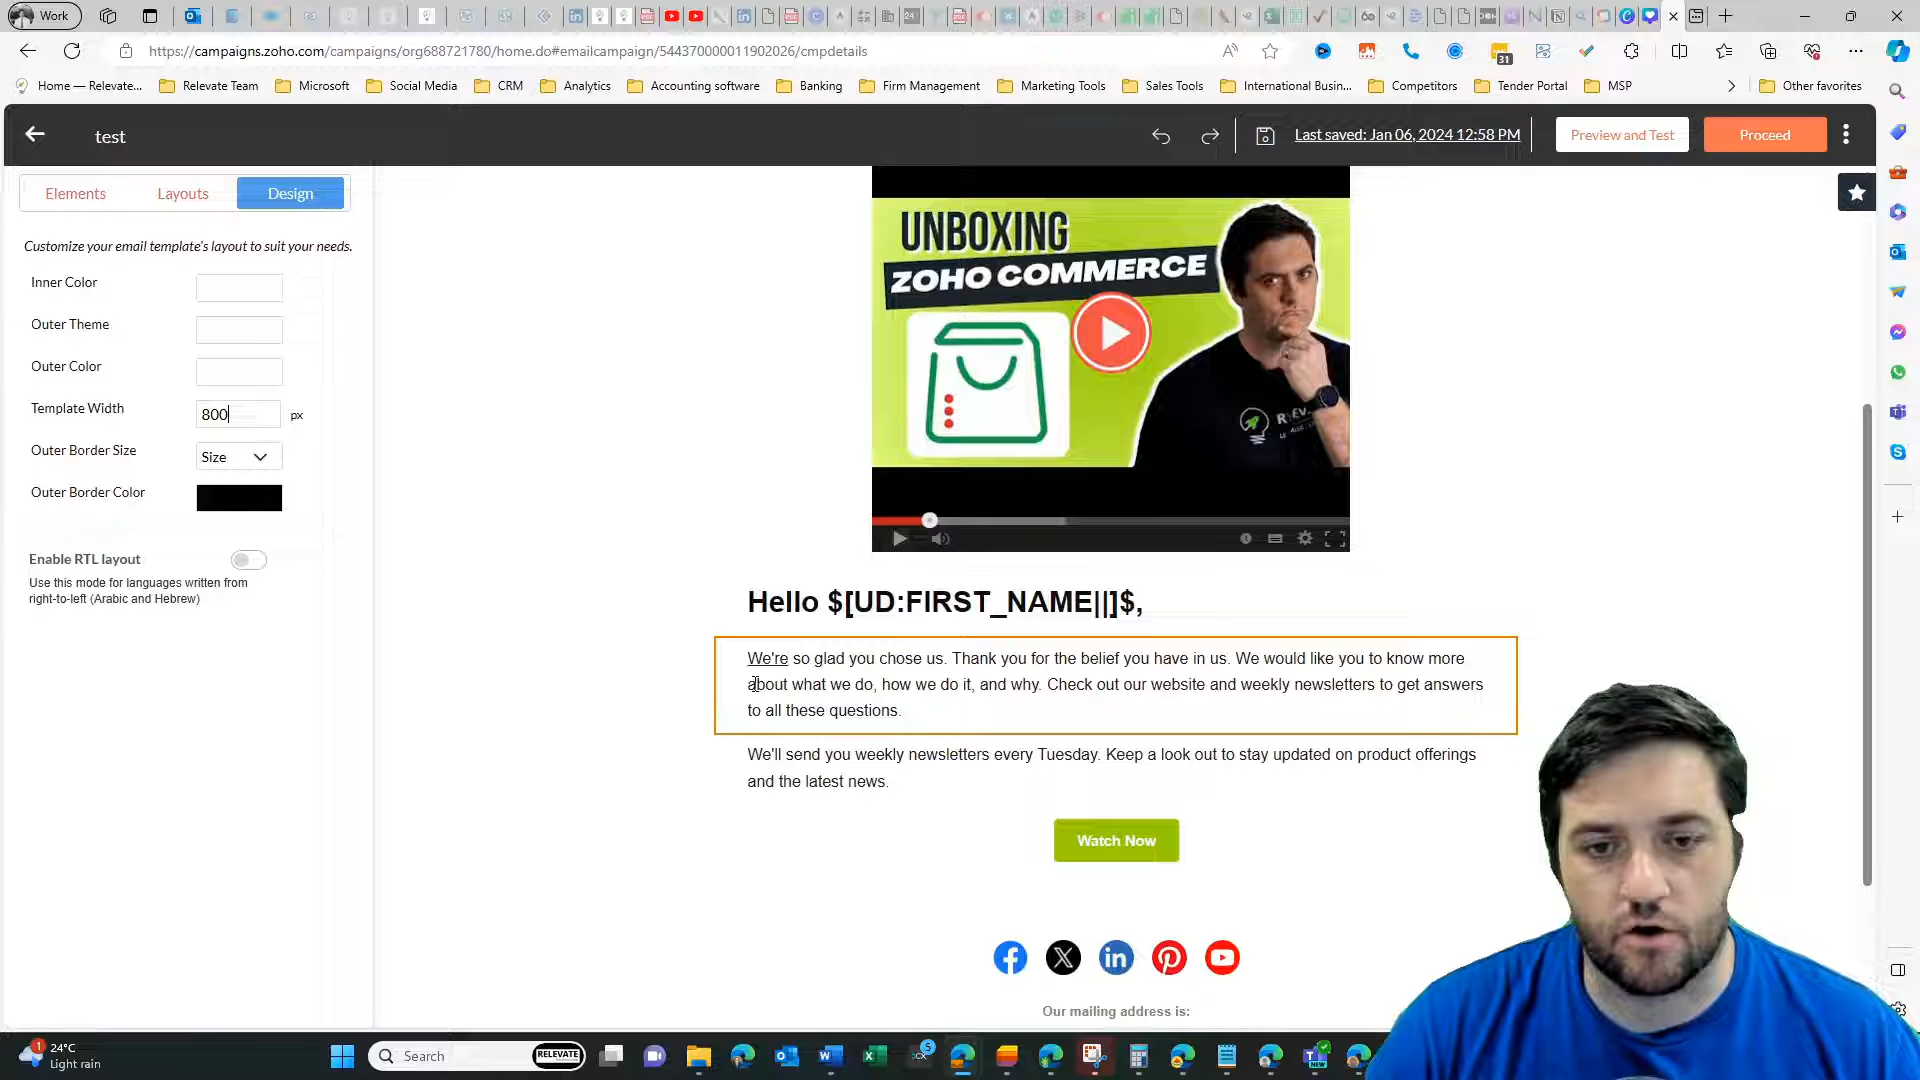 Work
https://campaigns.zoho.com/campaigns/org688721780/home.do#emailcampaign/544370000011902026/cmpdetails
31
Home — Relevate...
Relevate Team
Microsoft
Social Media
CRM
Analytics
Accounting software
Banking
Firm Management
Marketing Tools
Sales Tools
International Busin...
Competitors
Tender Portal
MSP
Other favorites
test
Last saved: Jan 06, 2024 12:58 PM
Preview and Test
Proceed
Elements
Layouts
Design
Customize your email template's layout to suit your needs.
Inner Color
Outer Theme
Outer Color
Template Width
800
px
Outer Border Size
Size
Outer Border Color
Enable RTL layout
Use this mode for languages written from
right-to-left (Arabic and Hebrew)
UNBOXING
ZOHO COMMERCE
Hello $[UD:FIRST_NAME||]$,
We're so glad you chose us. Thank you for the belief you have in us. We would like you to know more
about what we do, how we do it, and why. Check out our website and weekly newsletters to get answers
to all these questions.
We'll send you weekly newsletters every Tuesday. Keep a look out to stay updated on product offerings
and the latest news.
Watch Now
Our mailing address is:
1
24°C
Light rain
Search
RELEVATE
5
NEW